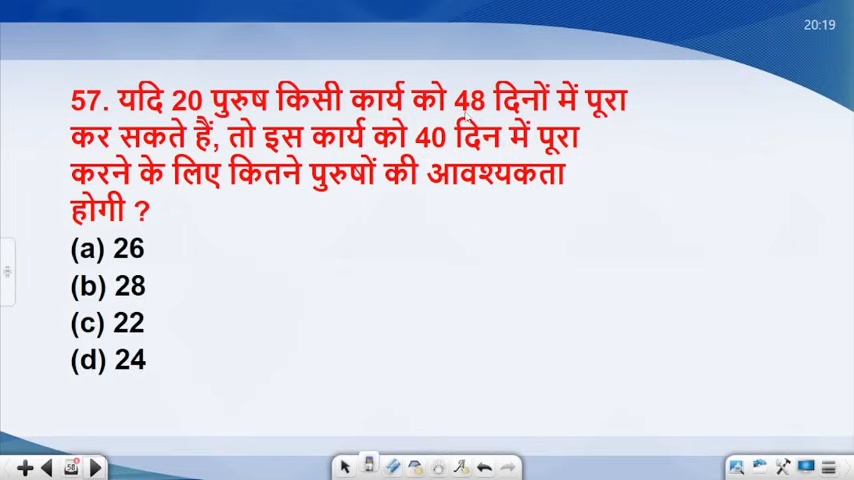 20:19
57. यदि 20 पुरुष किसी कार्य को 48 दिनों में पूरा
कर सकते हैं, तो इस कार्य को 40 दिन में पूरा
करने के लिए कितने पुरुषों की आवश्यकता
होगी ?
(a) 26
(b) 28
(c) 22
(d) 24
58